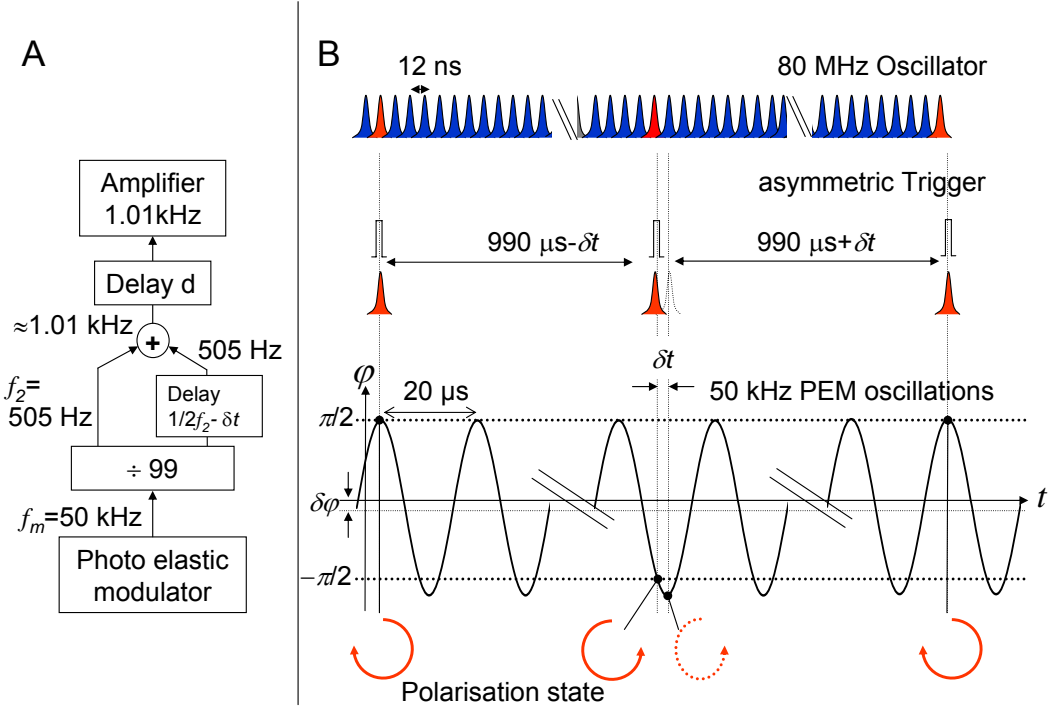 A
Amplifier
1.01kHz
Delay d
≈1.01 kHz
+
505 Hz
f2=
505 Hz
Delay
1/2f2- δt
÷ 99
fm=50 kHz
Photo elastic
modulator
B
12 ns
80 MHz Oscillator
asymmetric Trigger
990 μs-δt
990 μs+δt
δt
φ
20 μs
50 kHz PEM oscillations
π/2
δφ
t
−π/2
Polarisation state